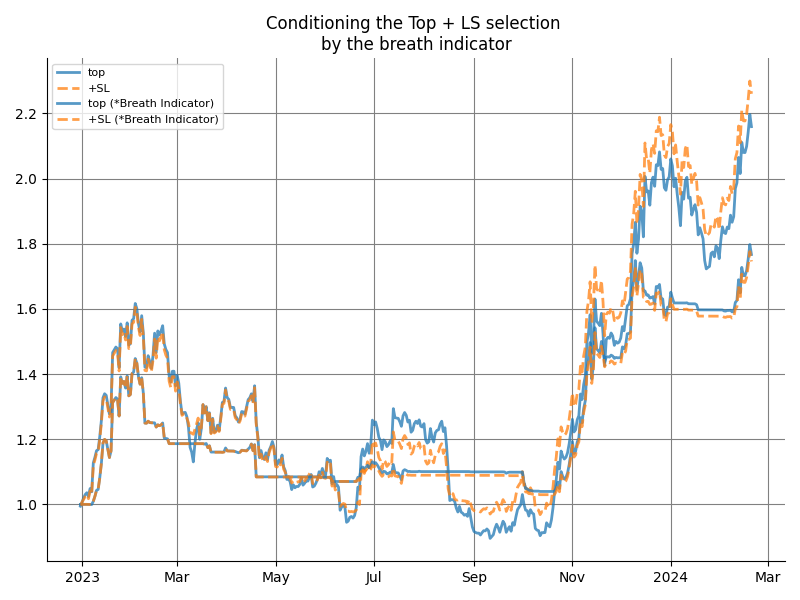 Conditioning the Top + LS selection
by the breath indicator
top
+SL
top (*Breath Indicator)
+SL (*Breath Indicator)
2.2
2.0
1.8
1.6
1.4
1.2
1.0
2023 Mar May Jul Sep Nov 2024 Mar